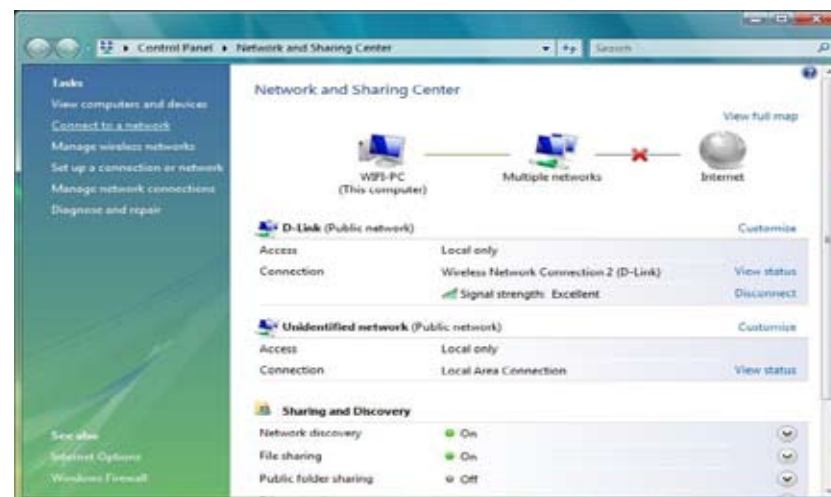 Control Panel ▸ Network and Sharing Center
Search
Tasks
View computers and devices
Connect to a network
Manage wireless networks
Set up a connection or network
Manage network connections
Diagnose and repair
See also
Internet Options
Windows Firewall
Network and Sharing Center
View full map
WIFI-PC
(This computer)
Multiple networks
Internet
D-Link (Public network) Customize
Access Local only
Connection Wireless Network Connection 2 (D-Link) View status
Signal strength: Excellent Disconnect
Unidentified network (Public network) Customize
Access Local only
Connection Local Area Connection View status
Sharing and Discovery
Network discovery On
File sharing On
Public folder sharing Off